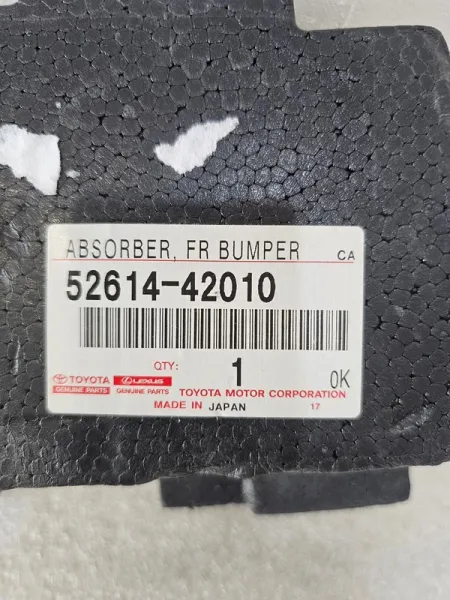 ABSORBER, FR BUMPER CA
52614-42010
QTY: 1 OK
TOYOTA LEXUS
GENUINE PARTS GENUINE PARTS TOYOTA MOTOR CORPORATION
MADE IN JAPAN 17